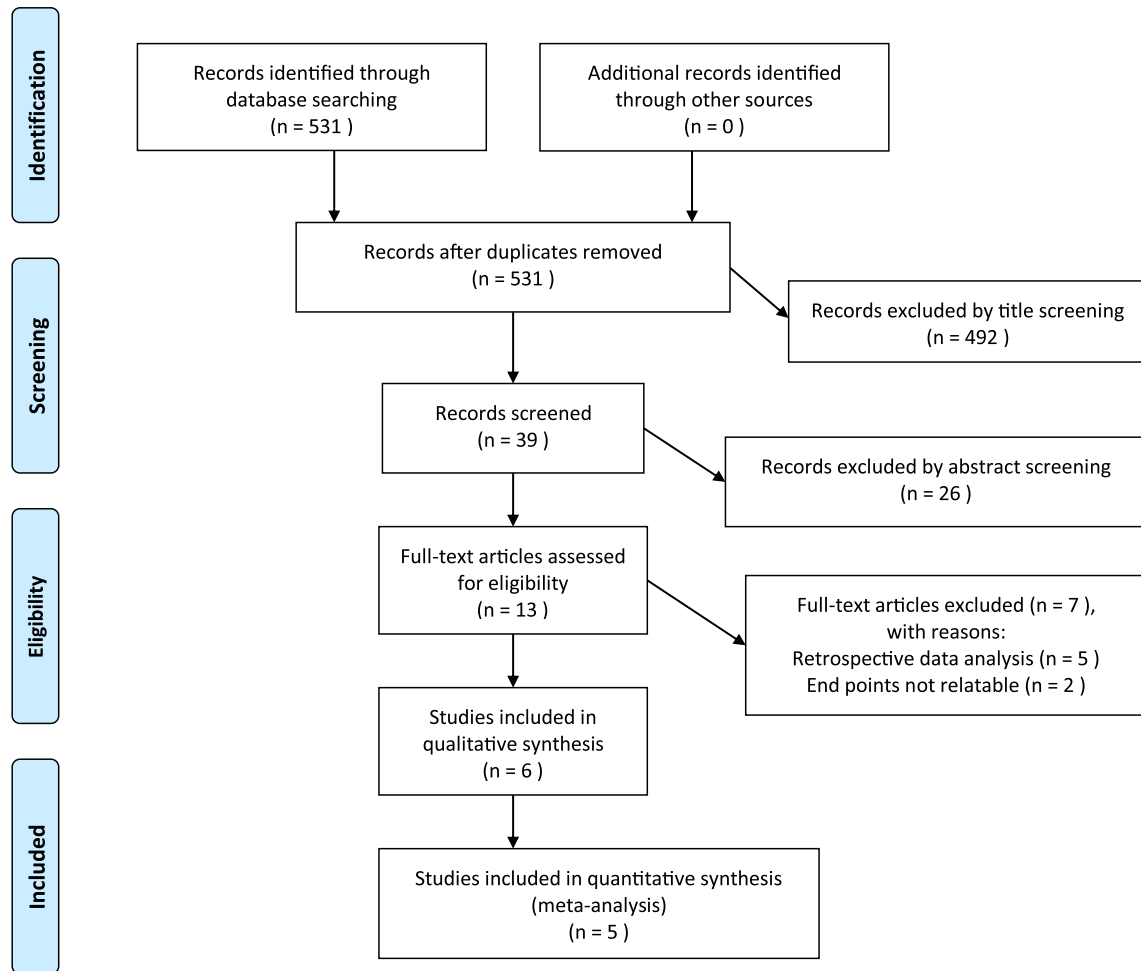 Identification
Records identified through
database searching
(n = 531 )
Additional records identified
through other sources
(n = 0 )
Records after duplicates removed
(n = 531 )
Screening
Records excluded by title screening
(n = 492 )
Records screened
(n = 39 )
Records excluded by abstract screening
(n = 26 )
Eligibility
Full-text articles assessed
for eligibility
(n = 13 )
Full-text articles excluded (n = 7 ),
with reasons:
Retrospective data analysis (n = 5 )
End points not relatable (n = 2 )
Studies included in
qualitative synthesis
(n = 6 )
Included
Studies included in quantitative synthesis
(meta-analysis)
(n = 5 )